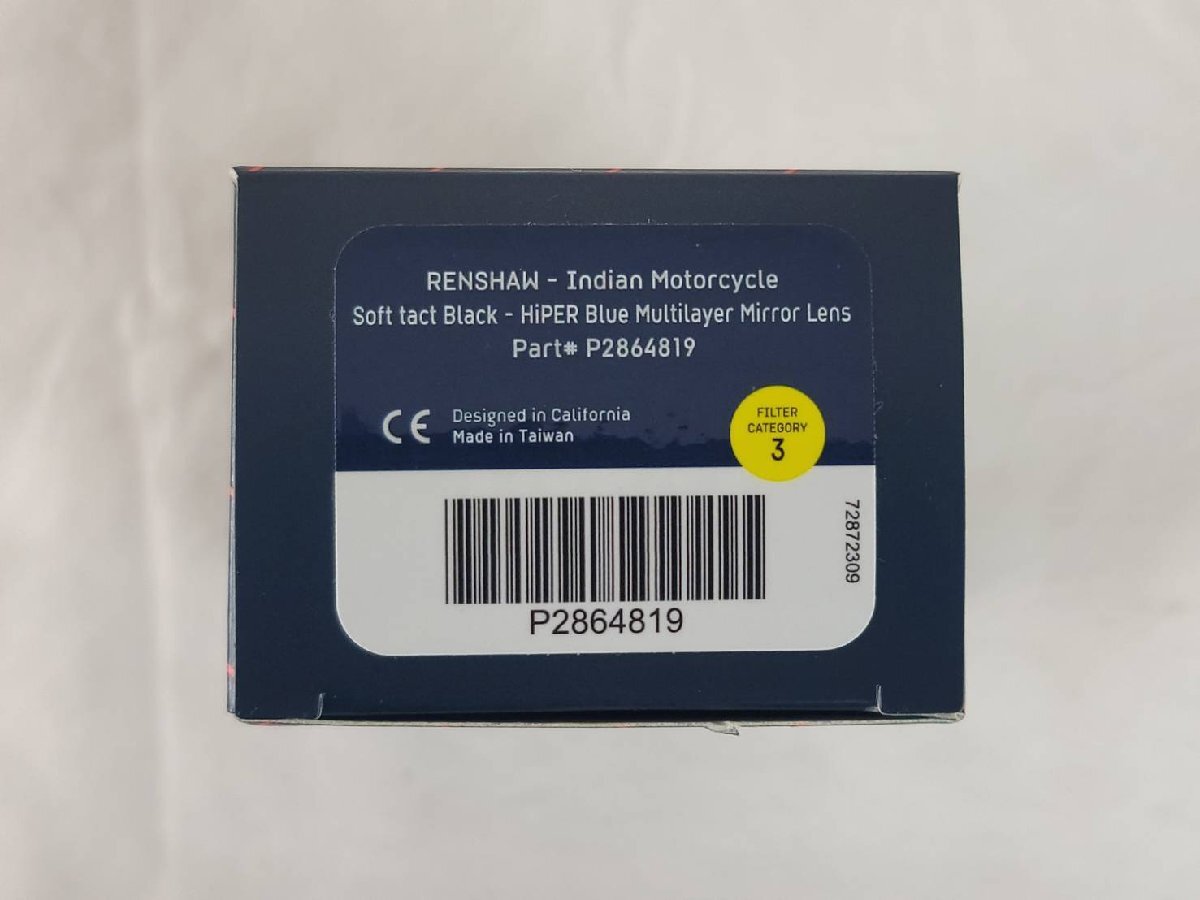 RENSHAW - Indian Motorcycle
Soft tact Black - HiPER Blue Multilayer Mirror Lens
Part# P2864819
CE
Designed in California
Made in Taiwan
FILTER
CATEGORY
3
72872309
P2864819